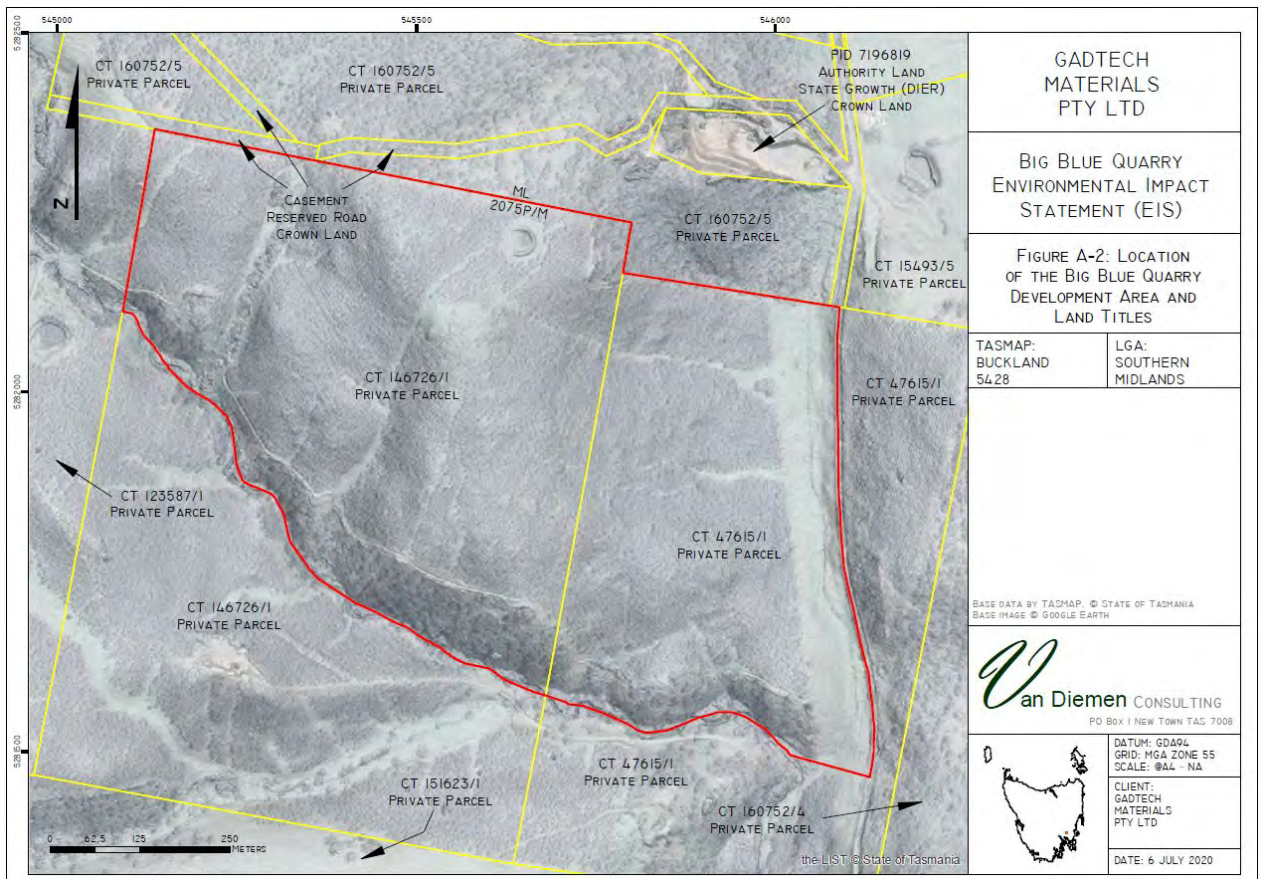 545000
545500
546000
5282500
5282000
5281500
CT 160752/5
PRIVATE PARCEL
CT 160752/5
PRIVATE PARCEL
PID 7196819
AUTHORITY LAND
STATE GROWTH (DIER)
CROWN LAND
Z
CASEMENT
RESERVED ROAD
CROWN LAND
ML
2075P/M
CT 160752/5
PRIVATE PARCEL
CT 15493/5
PRIVATE PARCEL
CT 146726/1
PRIVATE PARCEL
CT 47615/1
PRIVATE PARCEL
CT 123587/1
PRIVATE PARCEL
CT 47615/1
PRIVATE PARCEL
CT 146726/1
PRIVATE PARCEL
CT 47615/1
PRIVATE PARCEL
CT 151623/1
PRIVATE PARCEL
CT 160752/4
PRIVATE PARCEL
0 62.5 125 250
METERS
the LIST © State of Tasmania
GADTECH
MATERIALS
PTY LTD
BIG BLUE QUARRY
ENVIRONMENTAL IMPACT
STATEMENT (EIS)
FIGURE A-2: LOCATION
OF THE BIG BLUE QUARRY
DEVELOPMENT AREA AND
LAND TITLES
TASMAP:
BUCKLAND
5428
LGA:
SOUTHERN
MIDLANDS
BASE DATA BY TASMAP, © STATE OF TASMANIA
BASE IMAGE © GOOGLE EARTH
Van Diemen CONSULTING
PO BOX 1 NEW TOWN TAS 7008
DATUM: GDA94
GRID: MGA ZONE 55
SCALE: @A4 - NA
CLIENT:
GADTECH
MATERIALS
PTY LTD
DATE: 6 JULY 2020